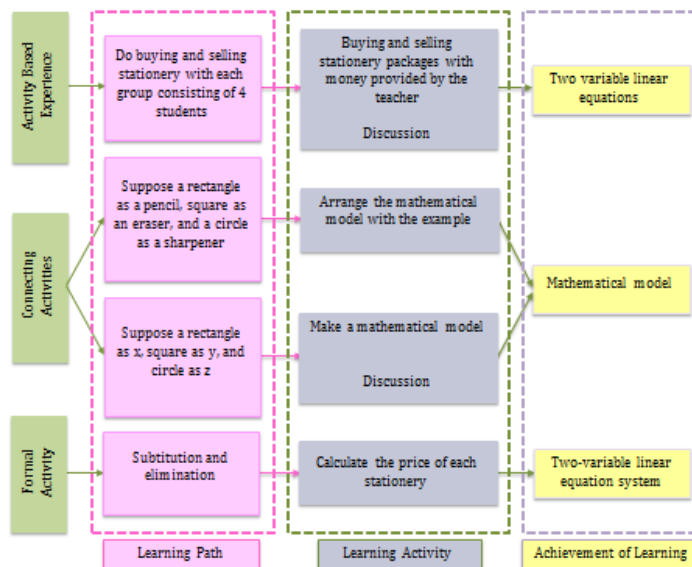 Activity Based
Experience
Do buying and selling
stationery with each
group consisting of 4
students
Buying and selling
stationery packages with
money provided by the
teacher
Discussion
Two variable linear
equations
Connecting
Activities
Suppose a rectangle
as a pencil, square as
an eraser, and a circle
as a sharpener
Arrange the mathematical
model with the example
Suppose a rectangle
as x, square as y, and
circle as z
Make a mathematical model
Discussion
Mathematical model
Formal
Activity
Subtitution and
elimination
Calculate the price of each
stationery
Two-variable linear
equation system
Learning Path
Learning Activity
Achievement of Learning